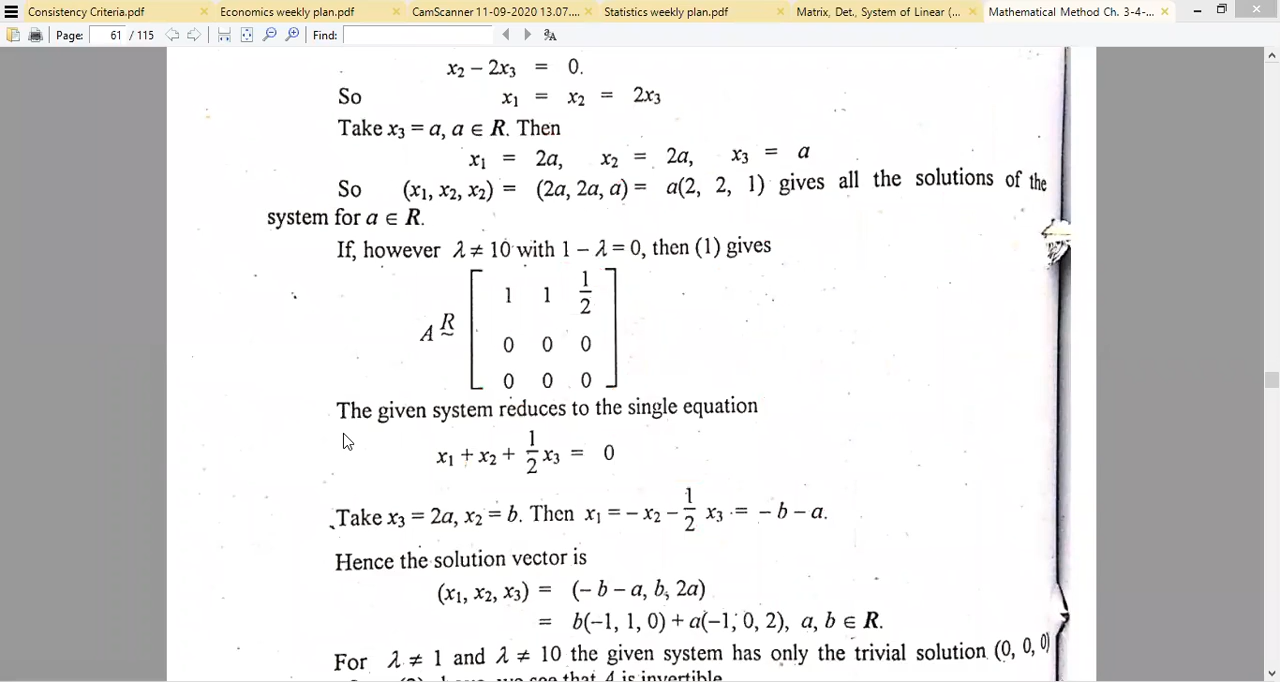 Consistency Criteria.pdf × Economics weekly plan.pdf × CamScanner 11-09-2020 13.07.... × Statistics weekly plan.pdf × Matrix, Det., System of Linear (... × Mathematical Method Ch. 3-4-... ×
Page: 61 / 115 Find:
x₂ − 2x₃ = 0.
So x₁ = x₂ = 2x₃
Take x₃ = a, a ∈ R. Then
x₁ = 2a, x₂ = 2a, x₃ = a
So (x₁, x₂, x₂) = (2a, 2a, a) = a(2, 2, 1) gives all the solutions of the
system for a ∈ R.
If, however λ ≠ 10 with 1 − λ = 0, then (1) gives
A R~ [ 1 1 1/2
0 0 0
0 0 0 ]
The given system reduces to the single equation
x₁ + x₂ + 1/2 x₃ = 0
Take x₃ = 2a, x₂ = b. Then x₁ = − x₂ − 1/2 x₃ = − b − a.
Hence the solution vector is
(x₁, x₂, x₃) = (− b − a, b, 2a)
= b(−1, 1, 0) + a(−1, 0, 2), a, b ∈ R.
For λ ≠ 1 and λ ≠ 10 the given system has only the trivial solution (0, 0, 0)
we see that A is invertible